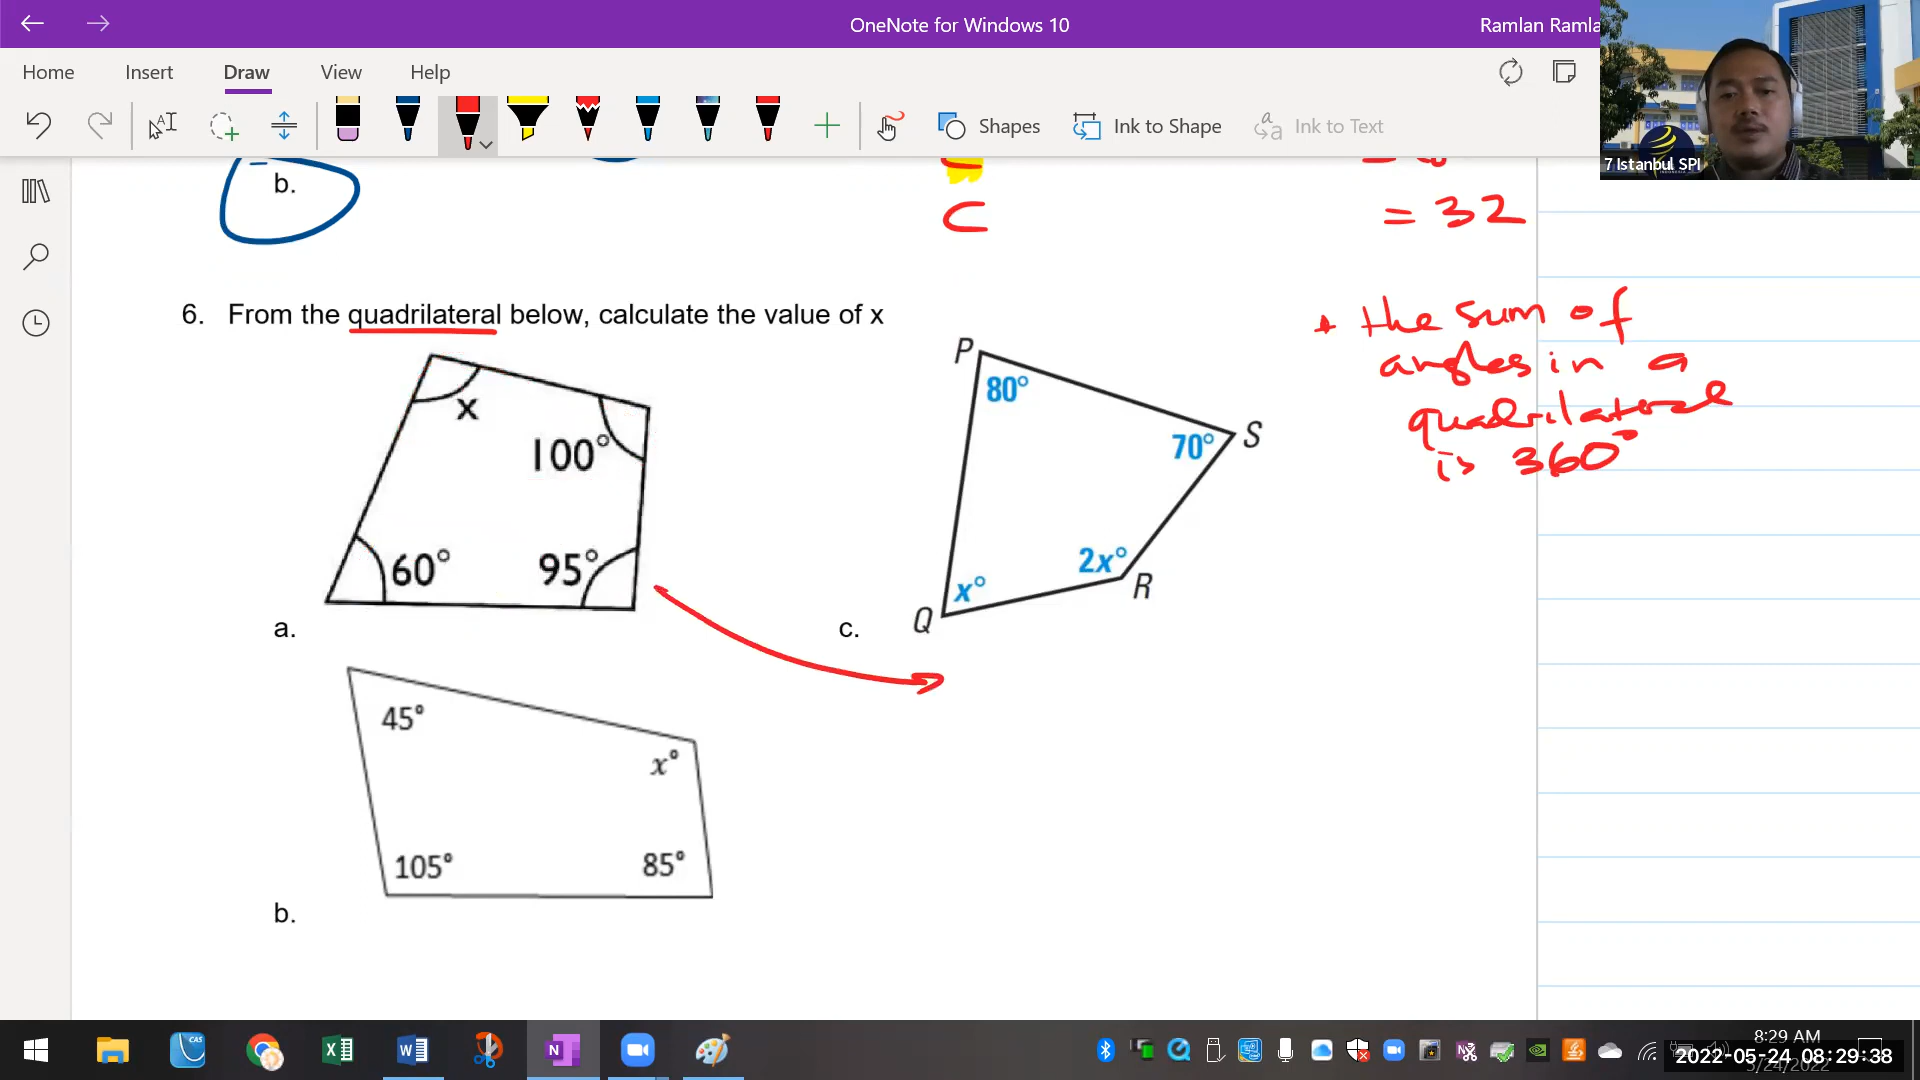 OneNote for Windows 10
Ramlan Ramla
Home Insert Draw View Help
Shapes Ink to Shape Ink to Text
7 Istanbul SPI
b.
C
= 32
6. From the quadrilateral below, calculate the value of x
* the sum of
angles in a
quadrilateral
is 360°
x
100°
60°
95°
a.
P
80°
70°
S
2x°
R
x°
Q
c.
45°
x°
105°
85°
b.
8:29 AM
2022-05-24 08:29:38
5/24/2022